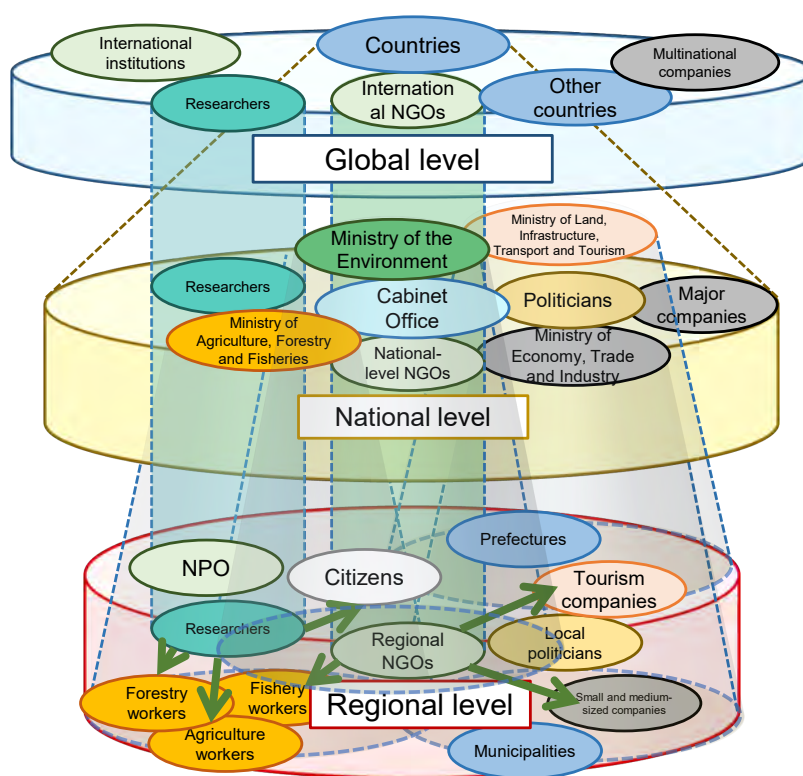 International
institutions
Countries
Multinational
companies
Researchers
Internation
al NGOs
Other
countries
Global level
Ministry of the
Environment
Ministry of Land,
Infrastructure,
Transport and Tourism
Researchers
Cabinet
Office
Politicians
Major
companies
Ministry of
Agriculture, Forestry
and Fisheries
National-
level NGOs
Ministry of
Economy, Trade
and Industry
National level
Prefectures
NPO
Citizens
Tourism
companies
Researchers
Regional
NGOs
Local
politicians
Forestry
workers
Fishery
workers
Small and medium-
sized companies
Regional level
Agriculture
workers
Municipalities